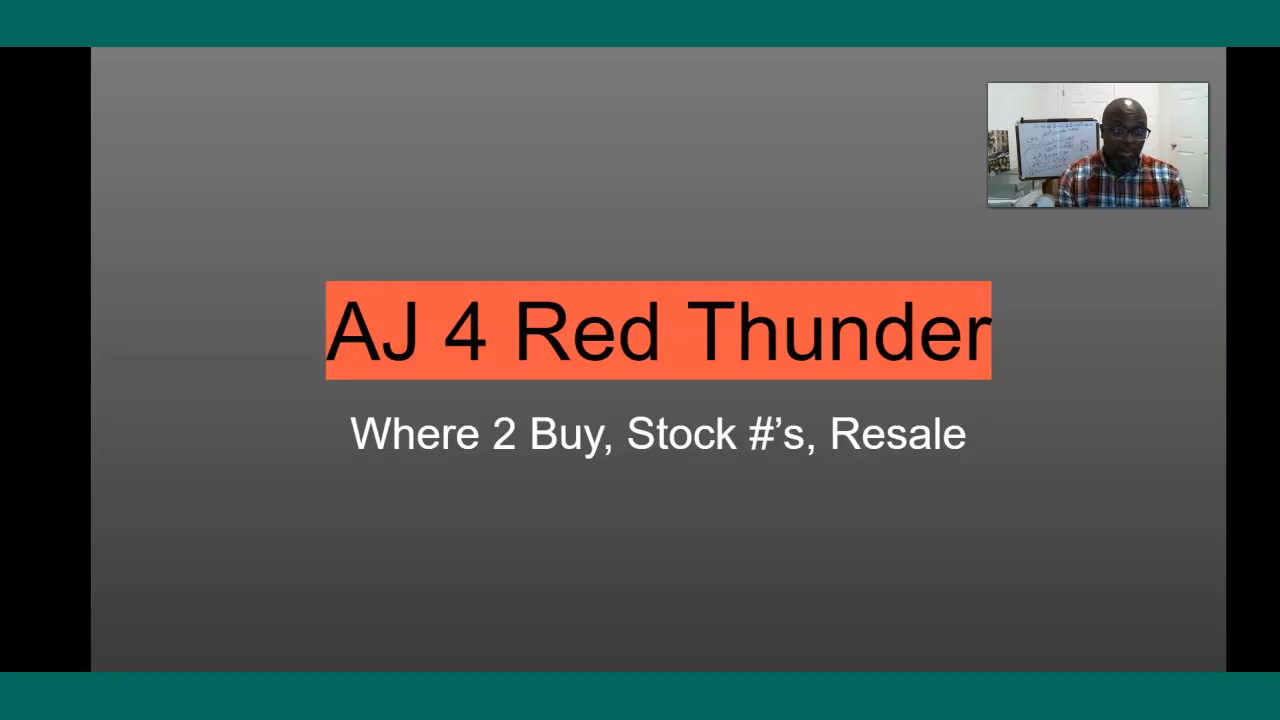 AJ 4 Red Thunder
Where 2 Buy, Stock #’s, Resale